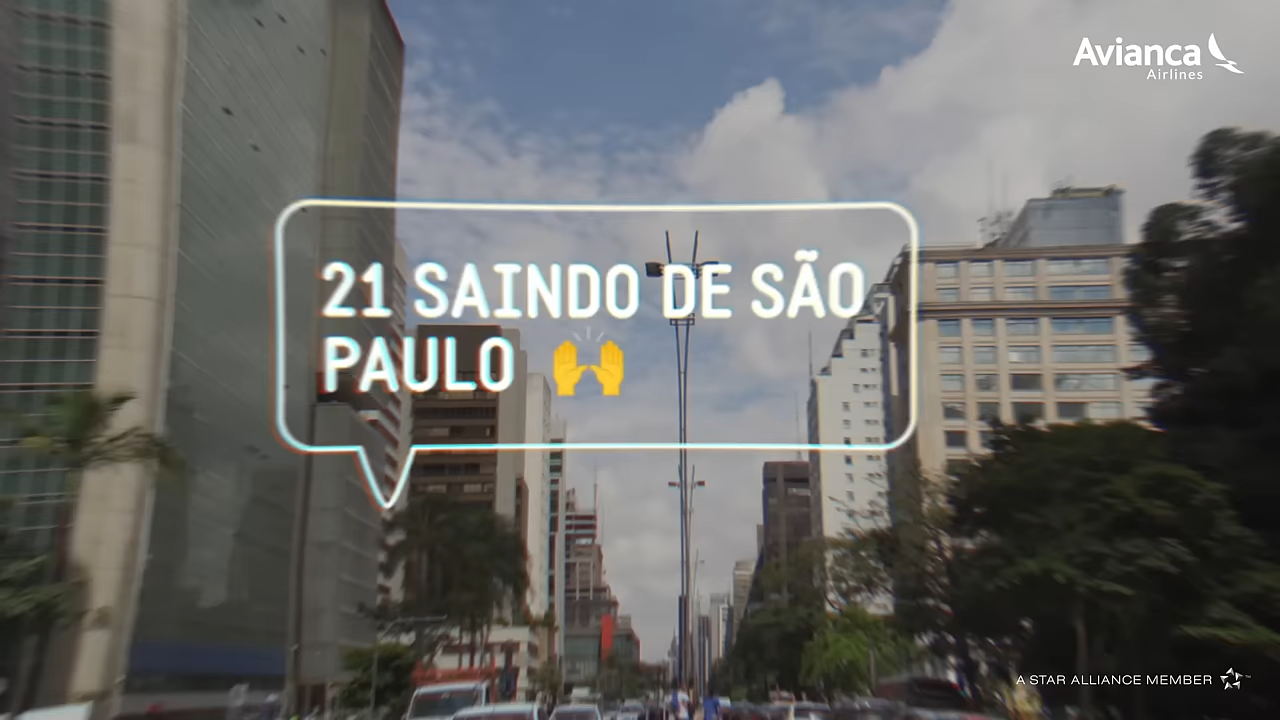 Avianca
Airlines
21 SAINDO DE SÃO
PAULO 🙌
A STAR ALLIANCE MEMBER